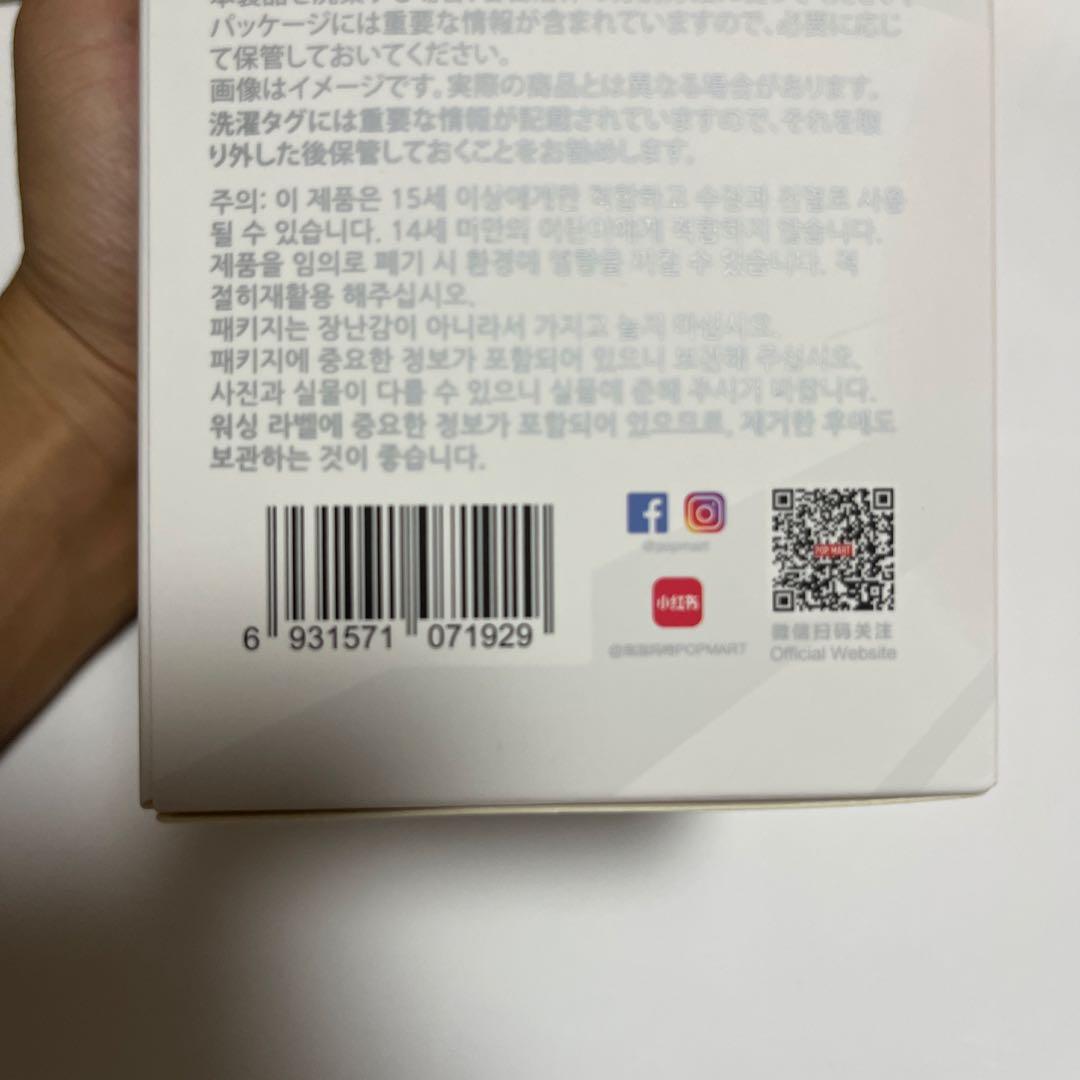 パッケージには重要な情報が含まれていますので、必要に応じ
て保管しておいてください。
画像はイメージです。実際の商品とは異なる場合があります。
洗濯タグには重要な情報が記載されていますので、それを取
り外した後保管しておくことをお勧めします。
주의: 이 제품은 15세 이상에게만 적합하고 수장과 진열로 사용
될 수 있습니다. 14세 미만의 어린이에게 적합하지 않습니다.
제품을 임의로 폐기 시 환경에 영향을 끼칠 수 있습니다. 적
절히재활용 해주십시오.
패키지는 장난감이 아니라서 가지고 놀지 마십시오.
패키지에 중요한 정보가 포함되어 있으니 보관해 주십시오.
사진과 실물이 다를 수 있으니 실물에 준해 주시기 바랍니다.
워싱 라벨에 중요한 정보가 포함되어 있으므로, 제거한 후에도
보관하는 것이 좋습니다.
6 931571 071929
@popmart
小红书
POPMART
POP MART
微信扫码关注
Official Website